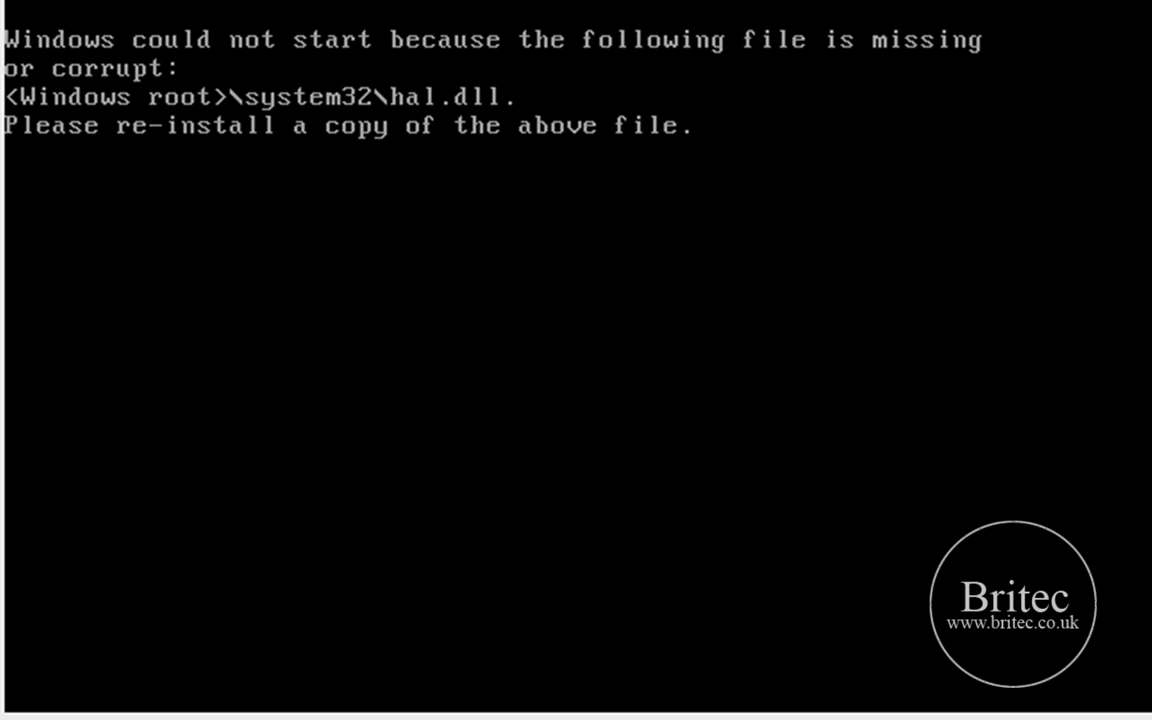 Windows could not start because the following file is missing
or corrupt:
<Windows root>\system32\hal.dll.
Please re-install a copy of the above file.
Britec
www.britec.co.uk